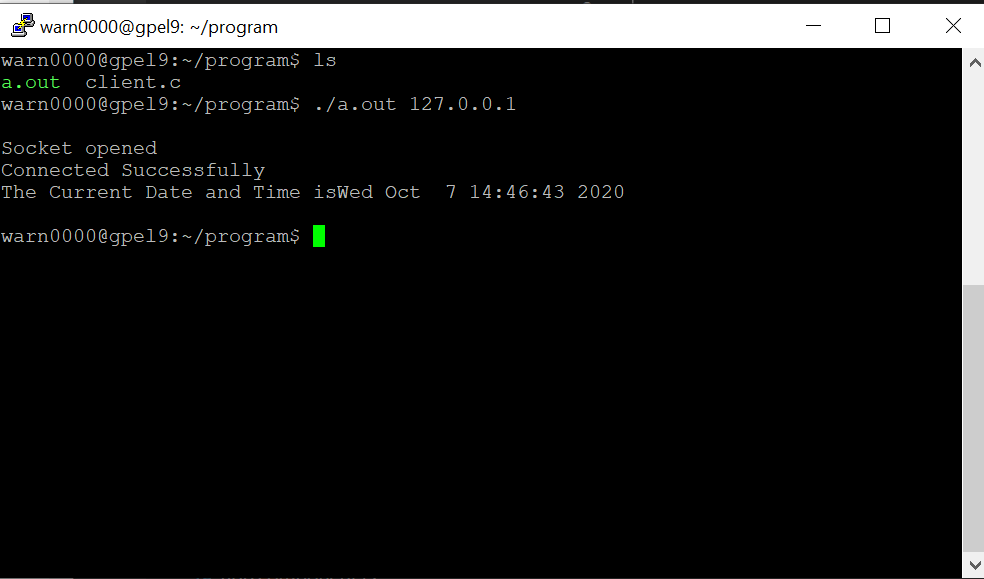 warn0000@gpel9: ~/program
warn0000@gpel9:~/program$ ls
a.out  client.c
warn0000@gpel9:~/program$ ./a.out 127.0.0.1
Socket opened
Connected Successfully
The Current Date and Time isWed Oct  7 14:46:43 2020
warn0000@gpel9:~/program$